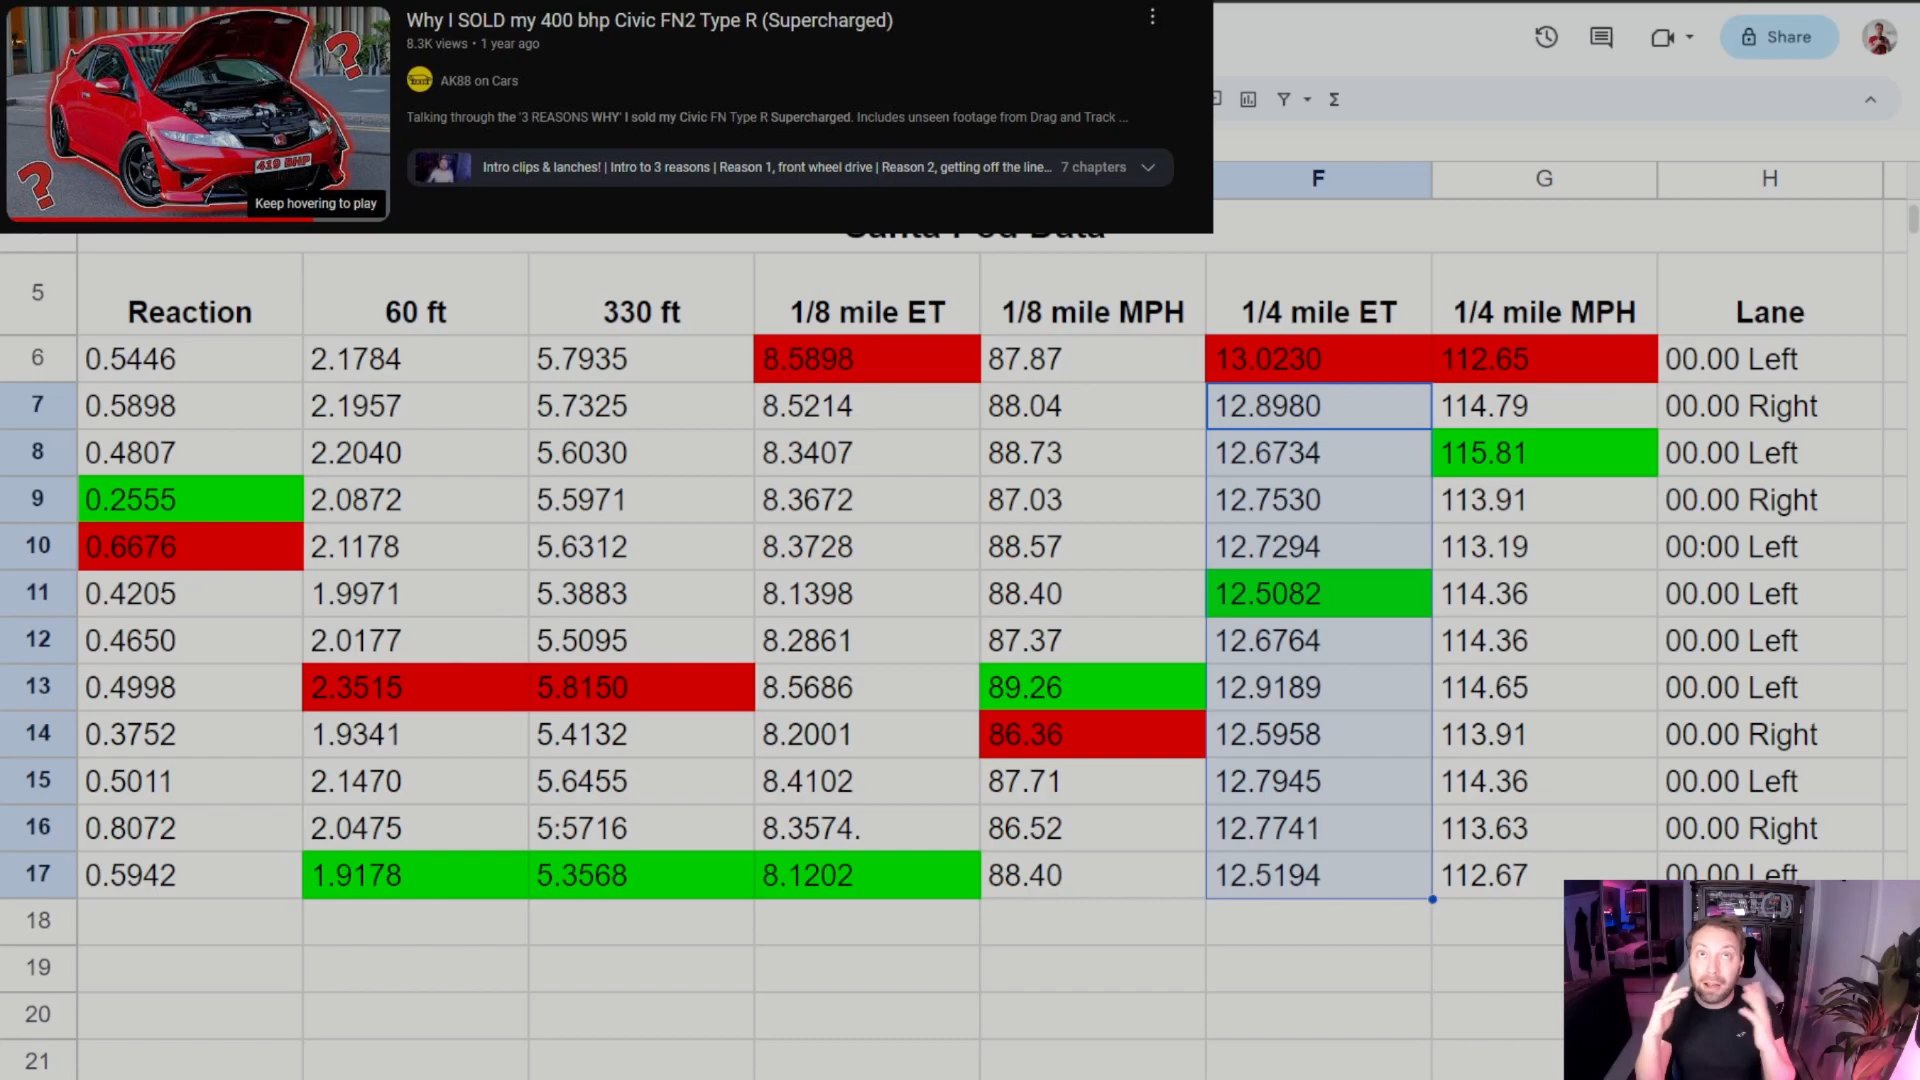 Why I SOLD my 400 bhp Civic FN2 Type R (Supercharged)
8.3K views • 1 year ago
AK88 on Cars
Talking through the '3 REASONS WHY' I sold my Civic FN Type R Supercharged. Includes unseen footage from Drag and Track ...
Intro clips & lanches! | Intro to 3 reasons | Reason 1, front wheel drive | Reason 2, getting off the line... 7 chapters
419 BHP
Keep hovering to play
? ?
Share
Σ
F G H
Santa Pod Data
5 Reaction 60 ft 330 ft 1/8 mile ET 1/8 mile MPH 1/4 mile ET 1/4 mile MPH Lane
6 0.5446 2.1784 5.7935 8.5898 87.87 13.0230 112.65 00.00 Left
7 0.5898 2.1957 5.7325 8.5214 88.04 12.8980 114.79 00.00 Right
8 0.4807 2.2040 5.6030 8.3407 88.73 12.6734 115.81 00.00 Left
9 0.2555 2.0872 5.5971 8.3672 87.03 12.7530 113.91 00.00 Right
10 0.6676 2.1178 5.6312 8.3728 88.57 12.7294 113.19 00:00 Left
11 0.4205 1.9971 5.3883 8.1398 88.40 12.5082 114.36 00.00 Left
12 0.4650 2.0177 5.5095 8.2861 87.37 12.6764 114.36 00.00 Left
13 0.4998 2.3515 5.8150 8.5686 89.26 12.9189 114.65 00.00 Left
14 0.3752 1.9341 5.4132 8.2001 86.36 12.5958 113.91 00.00 Right
15 0.5011 2.1470 5.6455 8.4102 87.71 12.7945 114.36 00.00 Left
16 0.8072 2.0475 5:5716 8.3574. 86.52 12.7741 113.63 00.00 Right
17 0.5942 1.9178 5.3568 8.1202 88.40 12.5194 112.67 00.00 Left
18
19
20
21